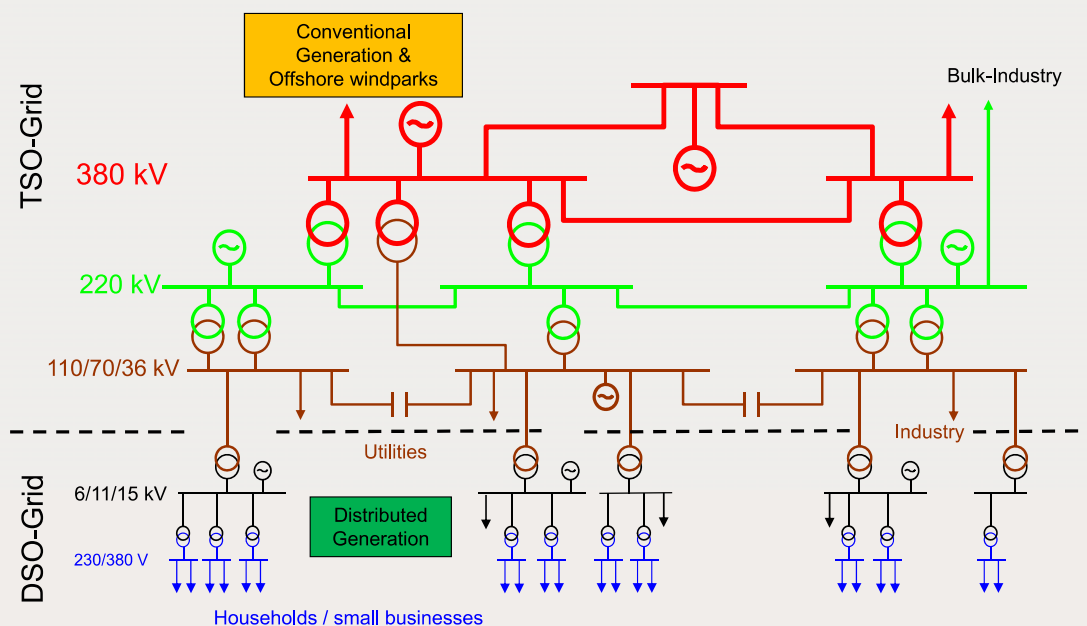 Conventional
Generation &
Offshore windparks
Bulk-Industry
TSO-Grid
380 kV
220 kV
110/70/36 kV
Utilities
Industry
DSO-Grid
6/11/15 kV
Distributed
Generation
230/380 V
Households / small businesses